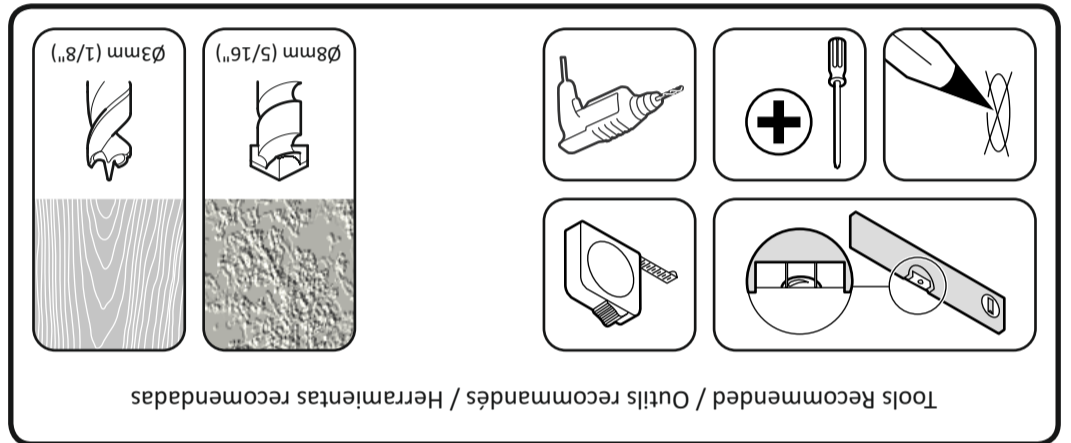 Tools Recommended / Outils recommandés / Herramientas recomendadas
Ø8mm (5/16")
Ø3mm (1/8")